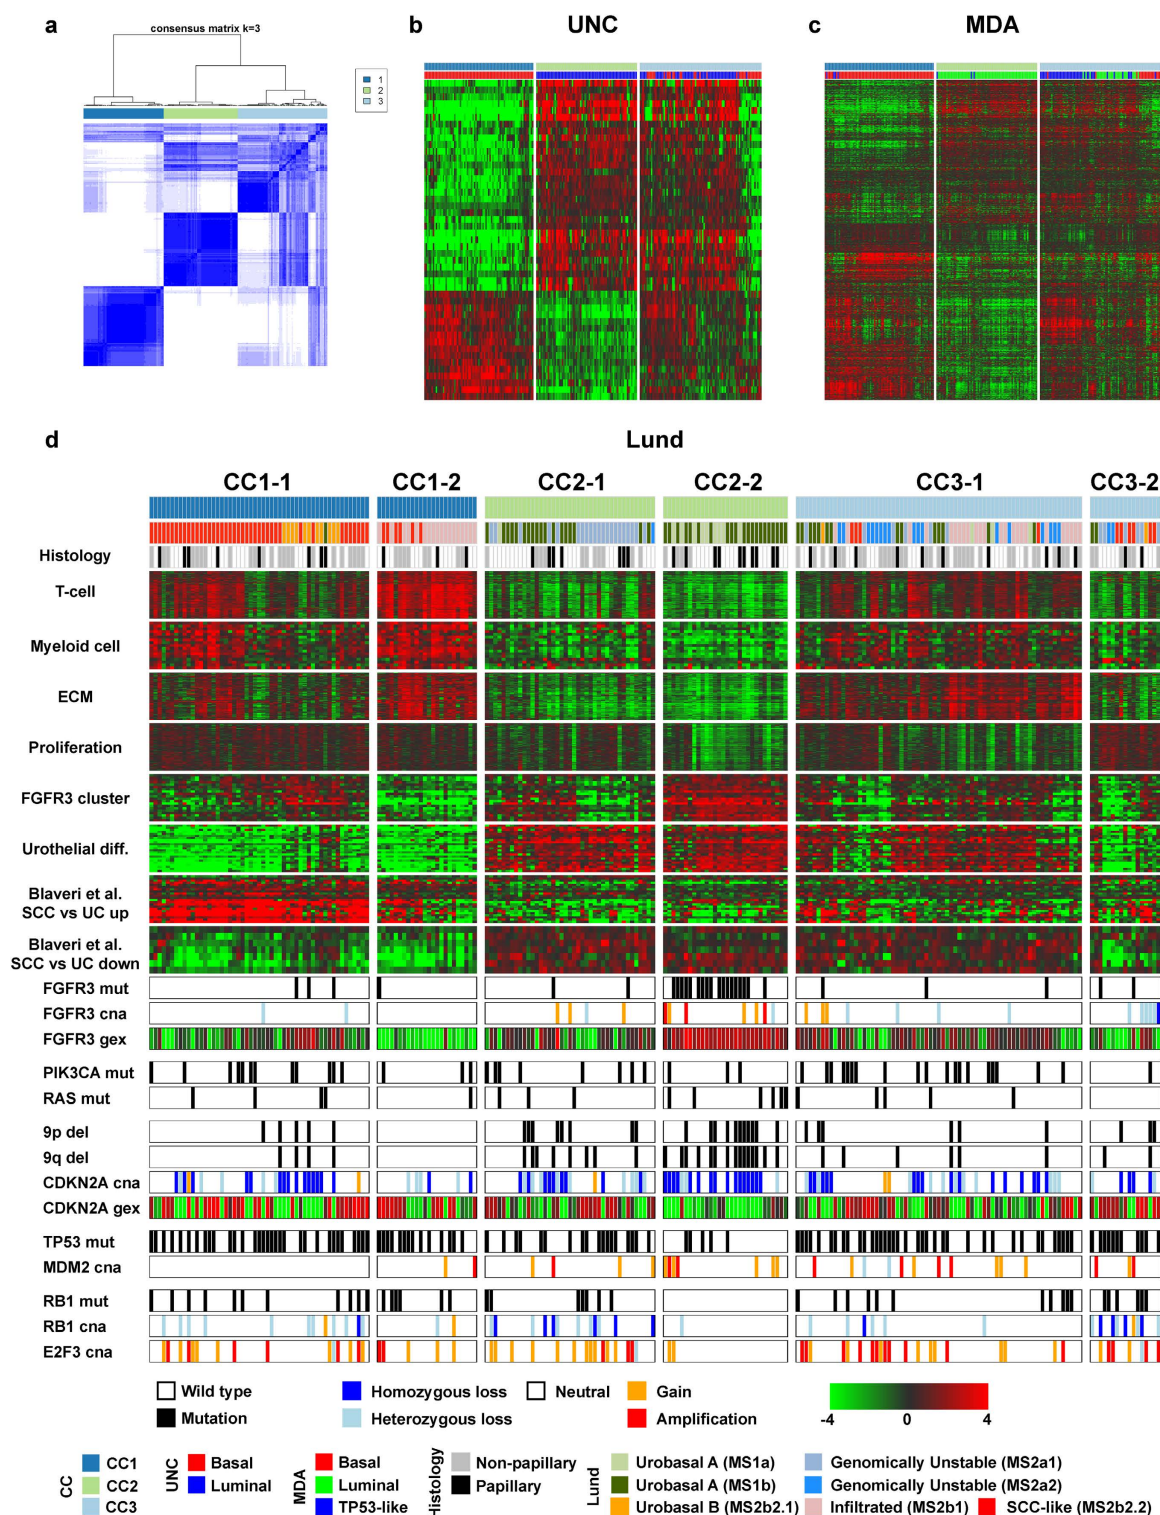 a
consensus matrix k=3
1
2
3
b
UNC
c
MDA
d
Lund
CC1-1
CC1-2
CC2-1
CC2-2
CC3-1
CC3-2
Histology
T-cell
Myeloid cell
ECM
Proliferation
FGFR3 cluster
Urothelial diff.
Blaveri et al.
SCC vs UC up
Blaveri et al.
SCC vs UC down
FGFR3 mut
FGFR3 cna
FGFR3 gex
PIK3CA mut
RAS mut
9p del
9q del
CDKN2A cna
CDKN2A gex
TP53 mut
MDM2 cna
RB1 mut
RB1 cna
E2F3 cna
Wild type
Mutation
Homozygous loss
Heterozygous loss
Neutral
Gain
Amplification
-4
0
4
CC
CC1
CC2
CC3
UNC
Basal
Luminal
MDA
Basal
Luminal
TP53-like
Histology
Non-papillary
Papillary
Lund
Urobasal A (MS1a)
Urobasal A (MS1b)
Urobasal B (MS2b2.1)
Genomically Unstable (MS2a1)
Genomically Unstable (MS2a2)
Infiltrated (MS2b1)
SCC-like (MS2b2.2)